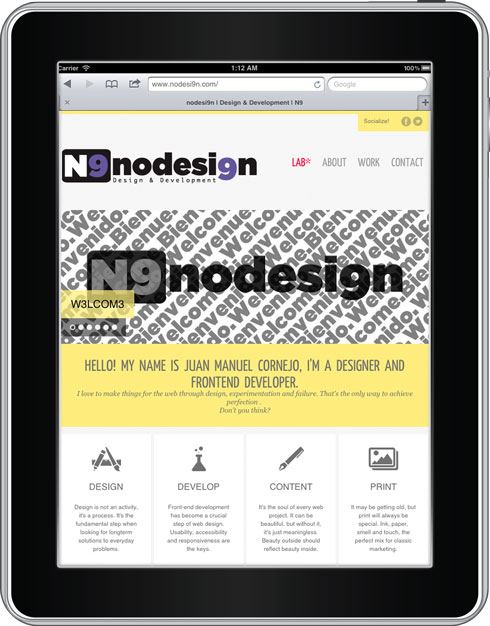 Carrier 1:12 AM 100%
www.nodesi9n.com/ Google
nodesi9n | Design & Development | N9
Socialize!
N9nodesi9n
Design & Development
LAB* ABOUT WORK CONTACT
N9nodesign
W3LCOM3
HELLO! MY NAME IS JUAN MANUEL CORNEJO, I'M A DESIGNER AND
FRONTEND DEVELOPER.
I love to make things for the web through design, experimentation and failure. That's the only way to achieve
perfection .
Don't you think?
DESIGN
Design is not an activity,
it's a process. It's the
fundamental step when
looking for longterm
solutions to everyday
problems.
DEVELOP
Front-end development
has become a crucial
step of web design.
Usability, accessibility
and responsiveness are
the keys.
CONTENT
It's the soul of every web
project. It can be
beautiful, but without it,
it's just meaningless.
Beauty outside should
reflect beauty inside.
PRINT
It may be getting old, but
print will always be
special. Ink, paper,
smell and touch, the
perfect mix for classic
marketing.